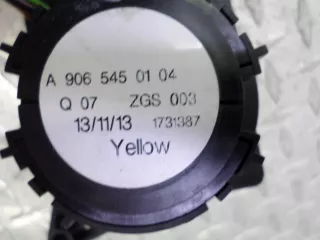 A 906 545 01 04
Q 07 ZGS 003
13/11/13 1731387
Yellow